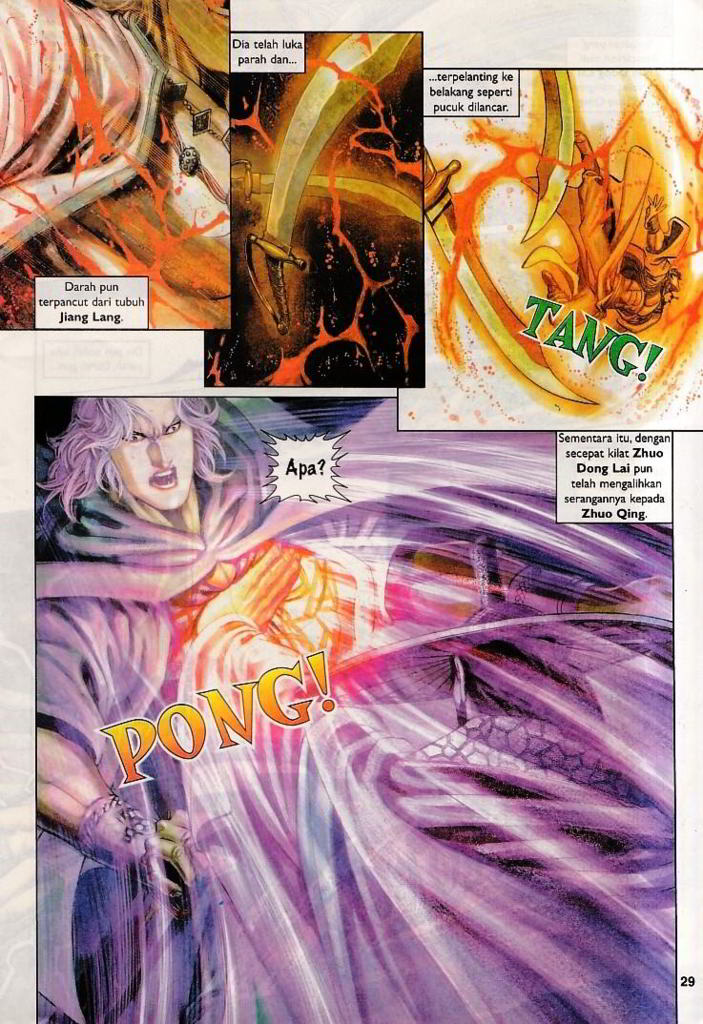 Darah pun
terpancut dari tubuh
Jiang Lang.
Dia telah luka
parah dan...
...terpelanting ke
belakang seperti
pucuk dilancar.
TANG!
Sementara itu, dengan
secepat kilat Zhuo
Dong Lai pun
telah mengalihkan
serangannya kepada
Zhuo Qing.
Apa?
PONG!
29